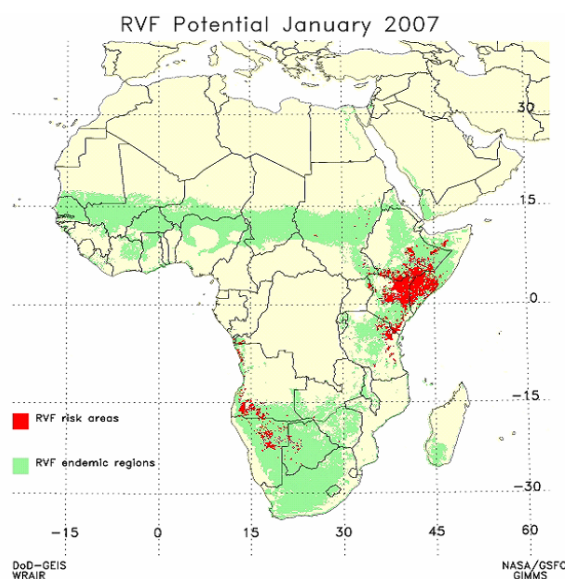 RVF Potential January 2007
30
15
0
-15
-30
RVF risk areas
RVF endemic regions
-15 0 15 30 45 60
DoD-GEIS
WRAIR
NASA/GSFC
GIMMS